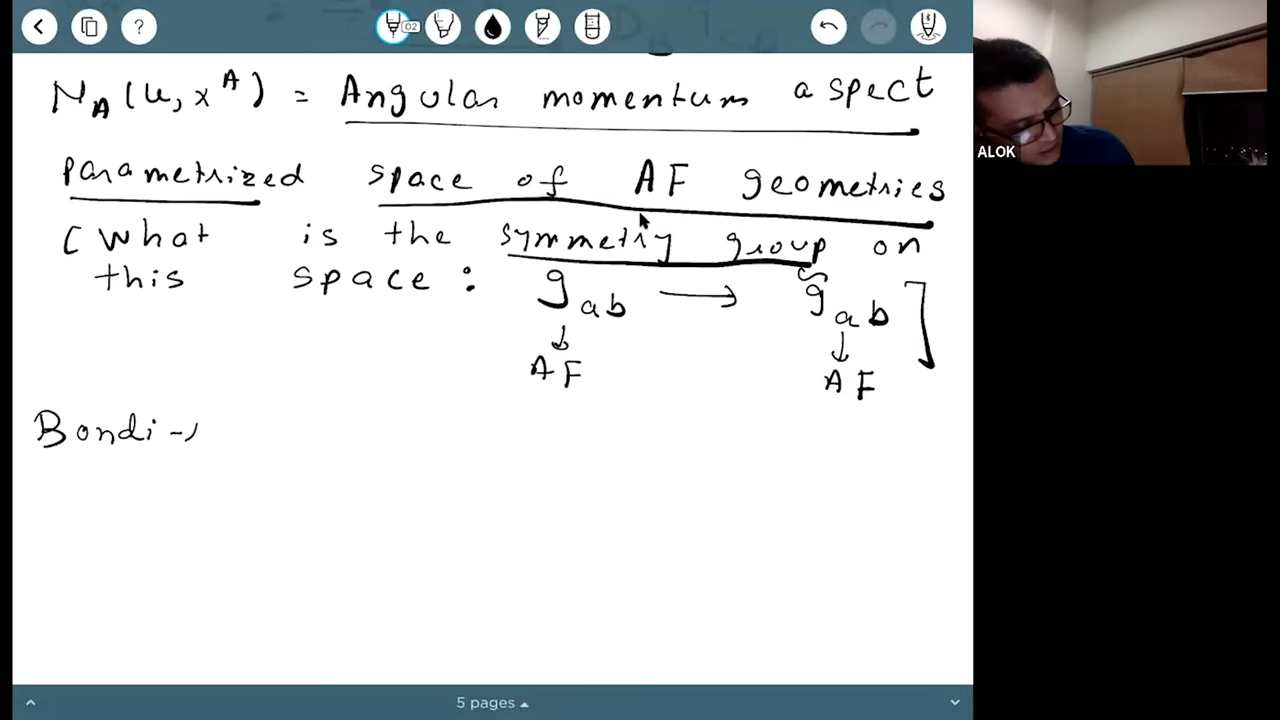 N_A (u, x^A) = Angular momentum aspect
parametrized space of AF geometries
[What is the symmetry group on
this space : g_ab → g̃_ab ]
↓ ↓
AF AF
Bondi -
ALOK
5 pages
02
?